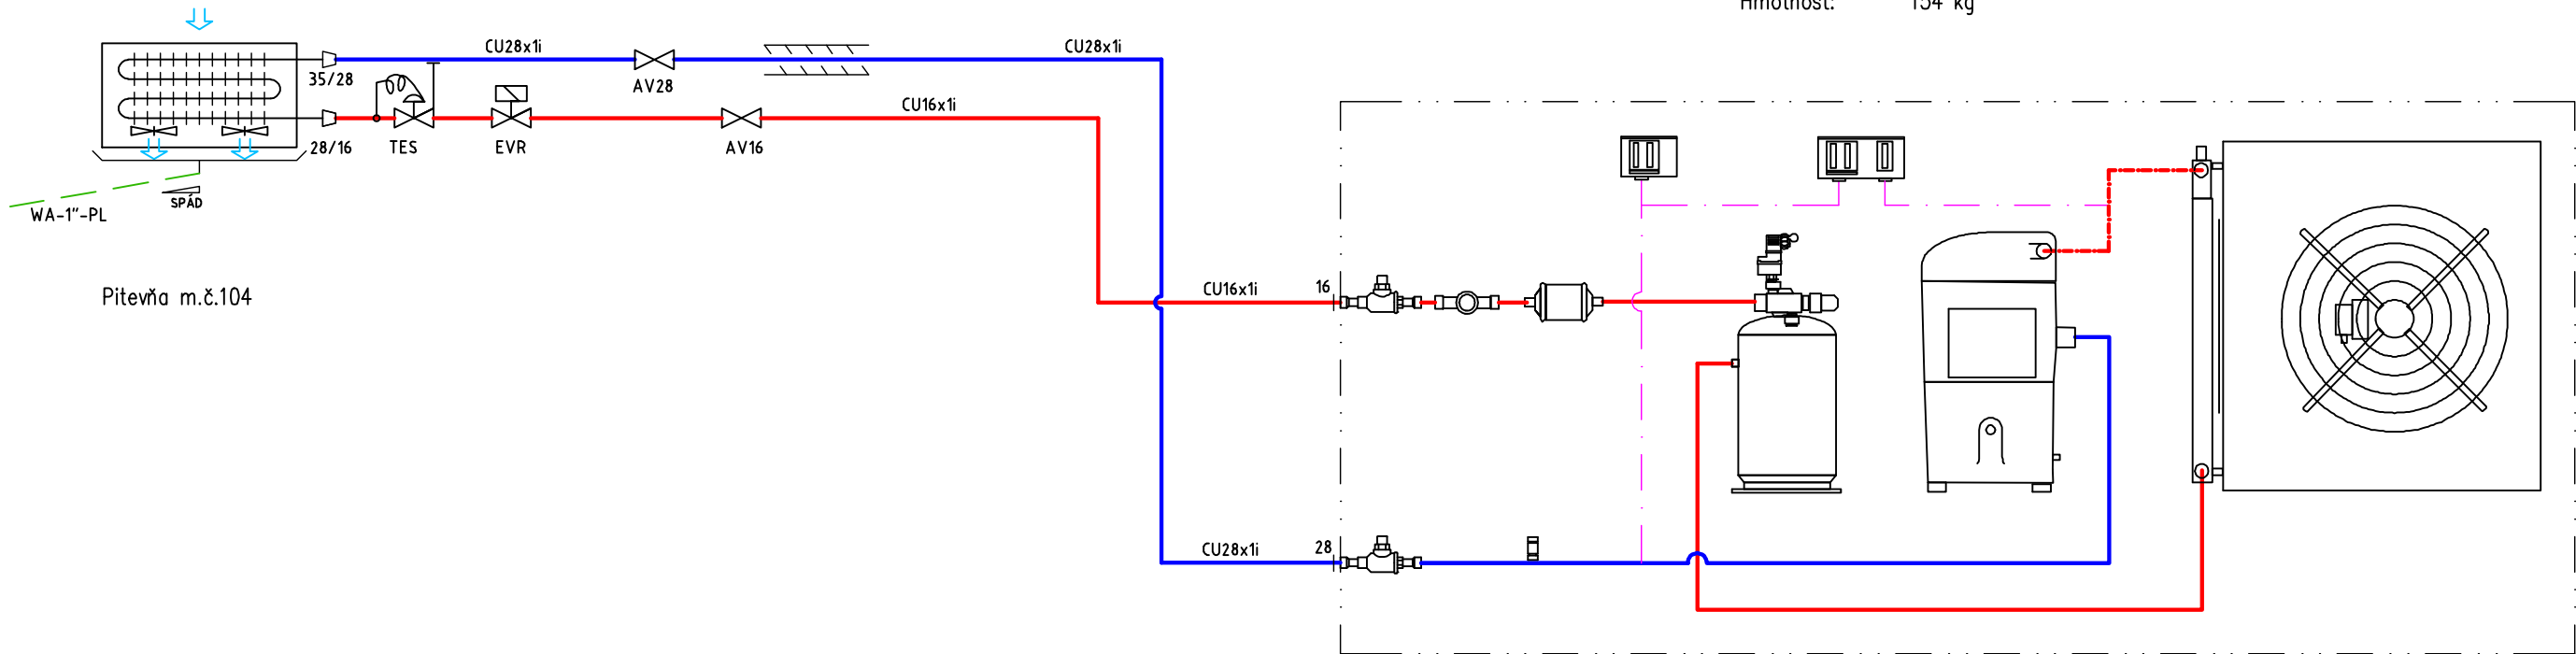 Hmotnost: 154 kg
CU28x1i
CU28x1i
35/28
AV28
CU16x1i
28/16
TES
EVR
AV16
SPÁD
WA-1"-PL
Pitevňa m.č.104
CU16x1i
16
CU28x1i
28